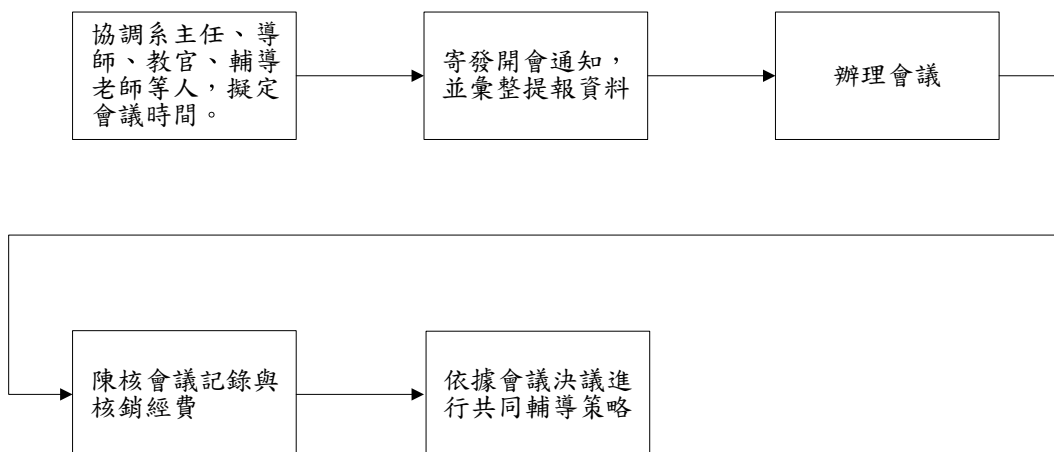 協調系主任、導
師、教官、輔導
老師等人，擬定
會議時間。
寄發開會通知，
並彙整提報資料
辦理會議
陳核會議記錄與
核銷經費
依據會議決議進
行共同輔導策略